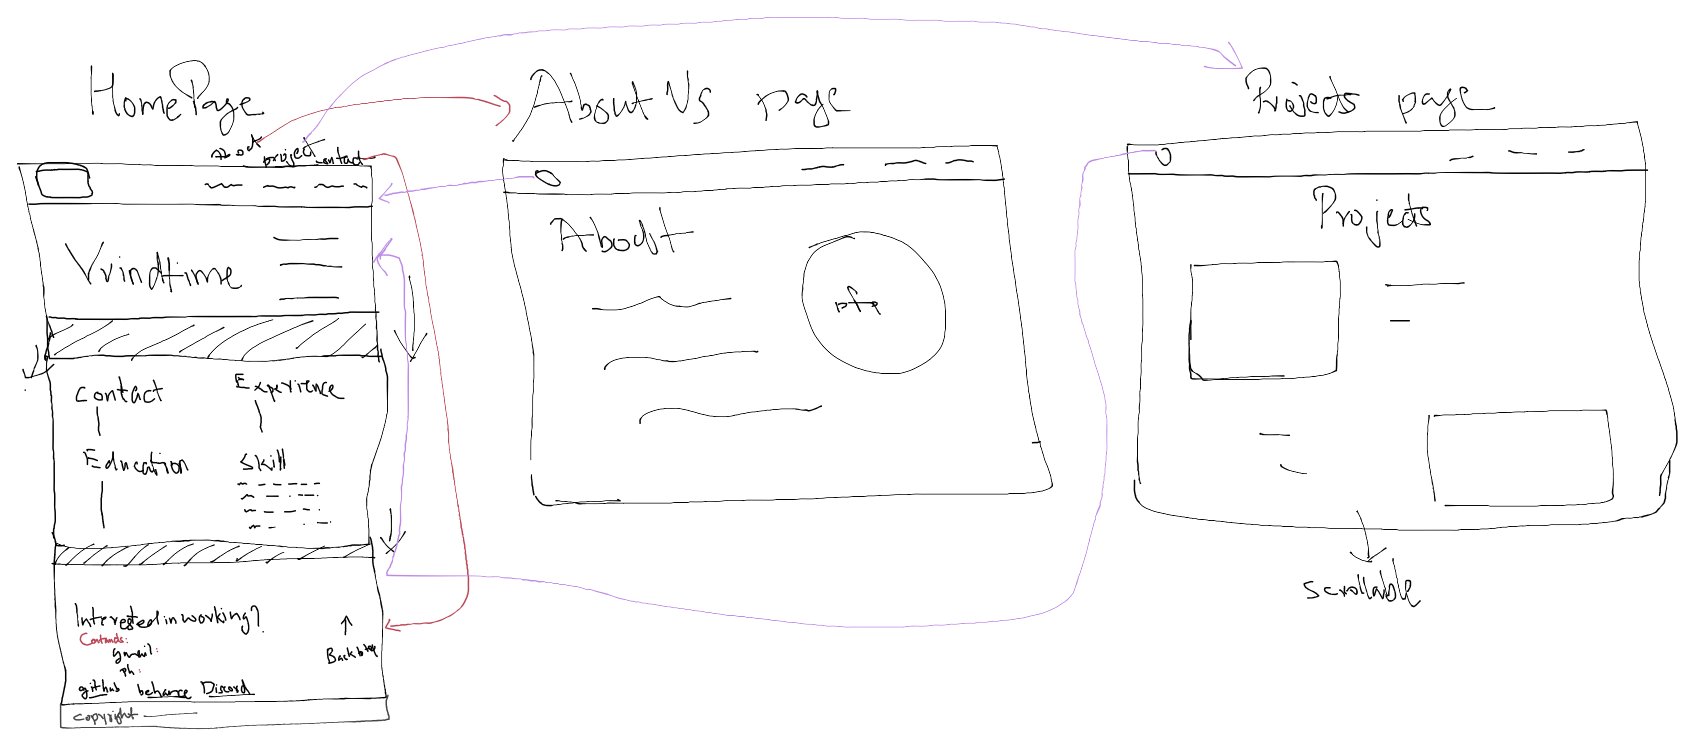 HomePage
About Us page
Projects page
About project contact
Vrindtime
About
pfp
Projects
contact Experience
Education Skill
Interested in working?
Contacts:
gmail:
Ph:
Back to top
github behance Discord
copyright
scrollable